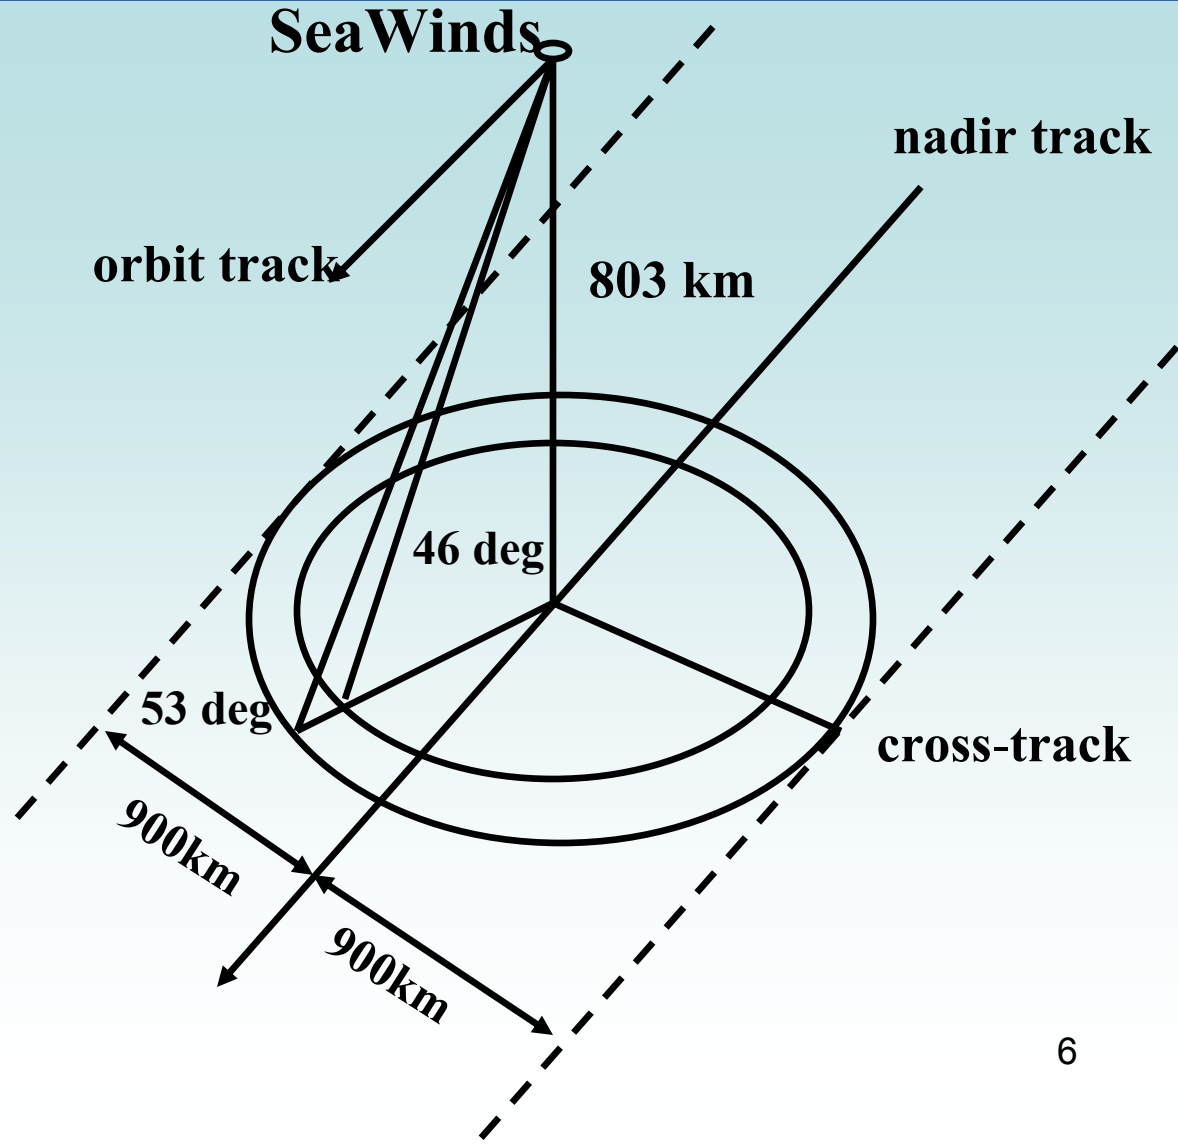 SeaWinds
nadir track
orbit track
803 km
46 deg
53 deg
cross-track
900km
900km
6